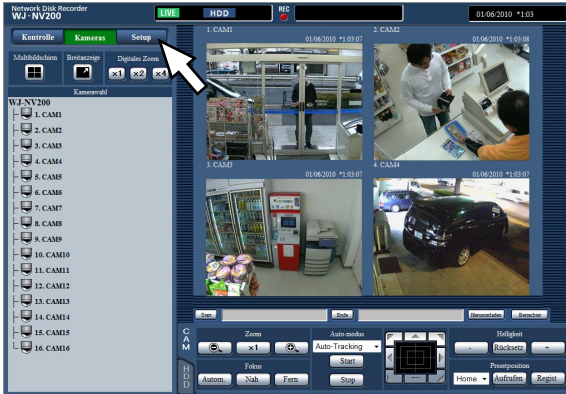 Network Disk Recorder
WJ-NV200
LIVE
HDD
REC
01/06/2010 *1:03
Kontrolle
Kameras
Setup
Multibildschirm
Breitanzeige
Digitales Zoom
×1
×2
×4
Kamerawahl
WJ-NV200
1. CAM1
2. CAM2
3. CAM3
4. CAM4
5. CAM5
6. CAM6
7. CAM7
8. CAM8
9. CAM9
10. CAM10
11. CAM11
12. CAM12
13. CAM13
14. CAM14
15. CAM15
16. CAM16
1. CAM1
01/06/2010 *1:03:07
2. CAM2
01/06/2010 *1:03:08
3. CAM3
01/06/2010 *1:03:07
4. CAM4
01/06/2010 *1:03:07
Start
Ende
Herunterladen
Betrachter
CAM
HDD
Zoom
×1
Fokus
Autom.
Nah
Fern
Auto-modus
Auto-Tracking
Start
Stop
Helligkeit
-
Rücksetz
+
Presetposition
Home
Aufrufen
Regist